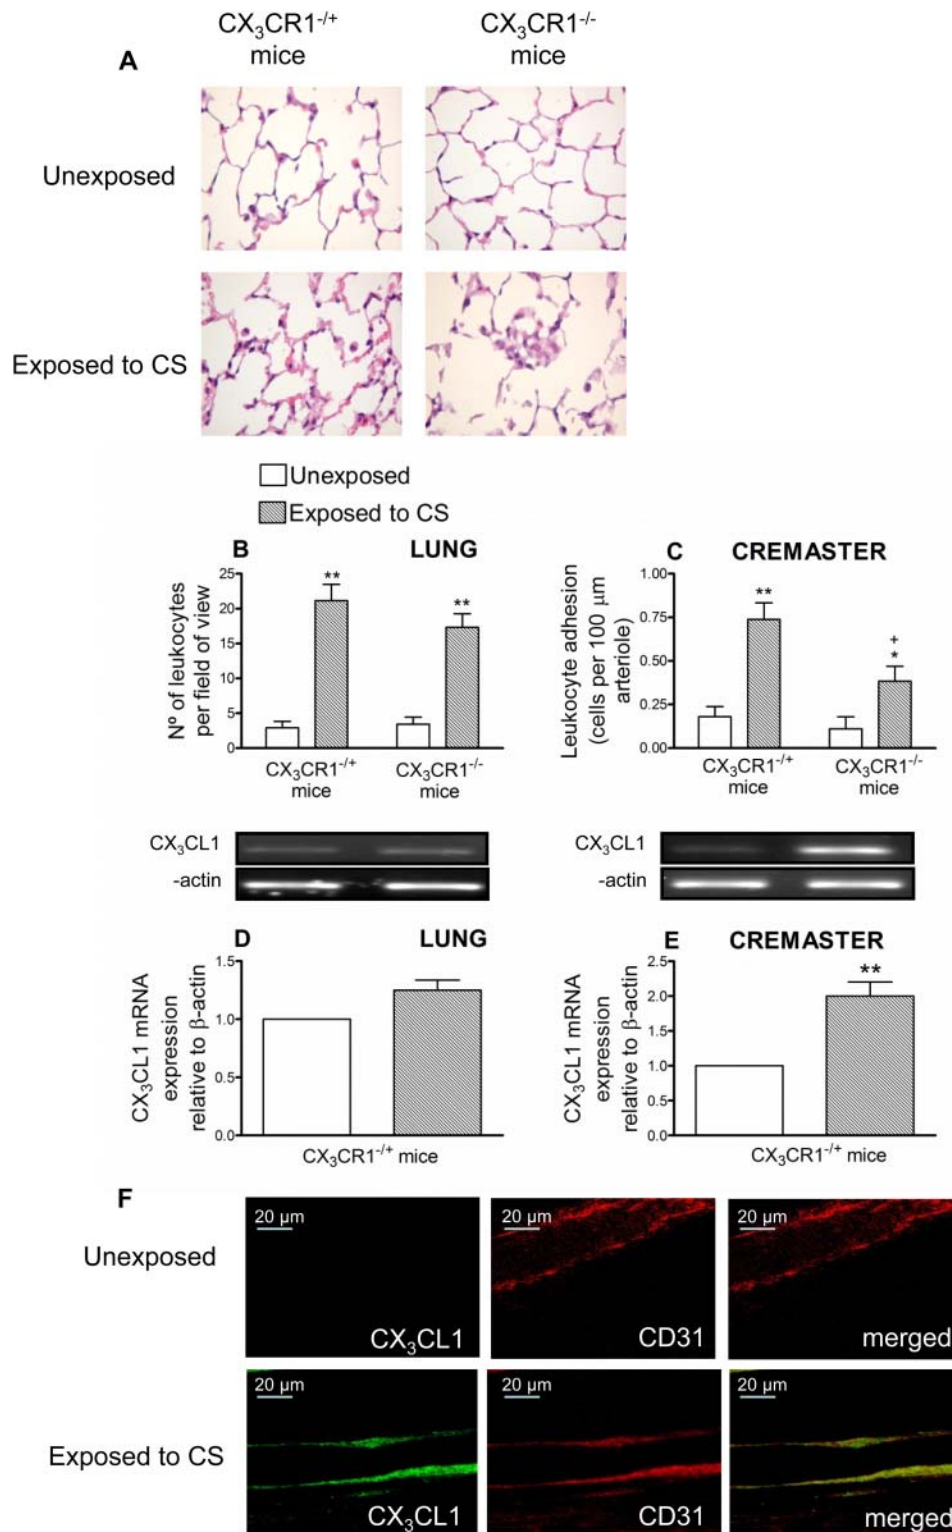 CX₃CR1⁻/⁺
mice
CX₃CR1⁻/⁻
mice
A
Unexposed
Exposed to CS
Unexposed
Exposed to CS
B
LUNG
Nº of leukocytes
per field of view
25
20
15
10
5
0
**
**
CX₃CR1⁻/⁺
mice
CX₃CR1⁻/⁻
mice
C
CREMASTER
Leukocyte adhesion
(cells per 100 μm
arteriole)
1.00
0.75
0.50
0.25
0.00
**
+
*
CX₃CR1⁻/⁺
mice
CX₃CR1⁻/⁻
mice
CX₃CL1
-actin
CX₃CL1
-actin
D
LUNG
CX₃CL1 mRNA
expression
relative to β-actin
1.5
1.0
0.5
0.0
CX₃CR1⁻/⁺ mice
E
CREMASTER
CX₃CL1 mRNA
expression
relative to β-actin
2.5
2.0
1.5
1.0
0.5
0.0
**
CX₃CR1⁻/⁺ mice
F
Unexposed
20 μm
CX₃CL1
20 μm
CD31
20 μm
merged
Exposed to CS
20 μm
CX₃CL1
20 μm
CD31
20 μm
merged